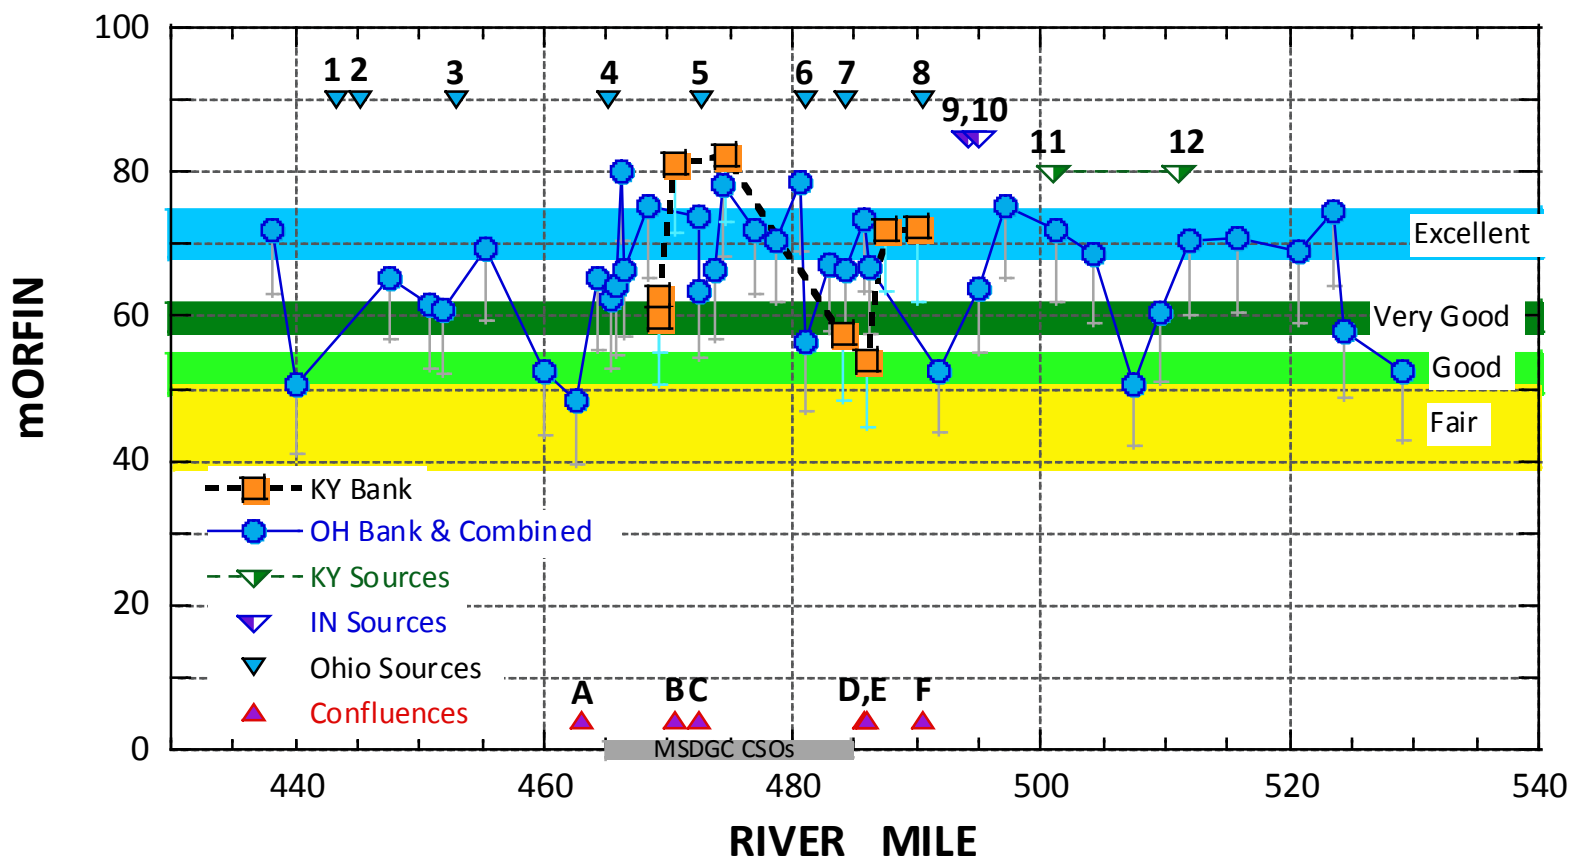 100
1 2 3 4 5 6 7 8
9,10
11 12
80
Excellent
60
Very Good
Good
Fair
40
20
0
mORFIN
KY Bank
OH Bank & Combined
KY Sources
IN Sources
Ohio Sources
Confluences
A B C D,E F
MSDGC CSOs
440 460 480 500 520 540
RIVER MILE